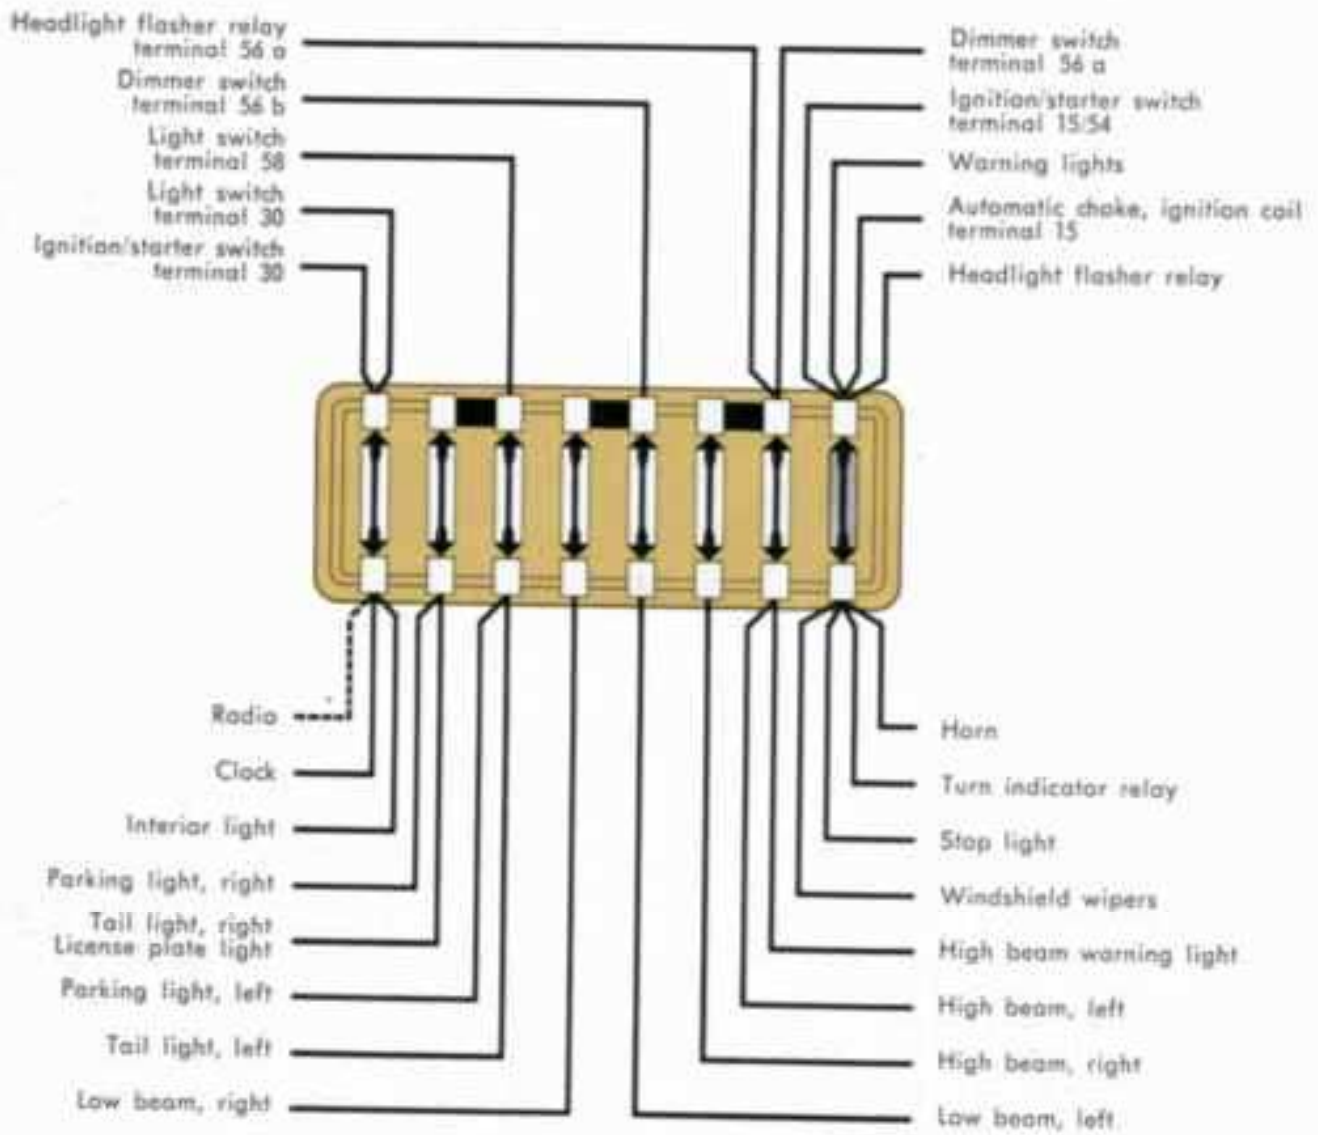 Headlight flasher relay
terminal 56 a
Dimmer switch
terminal 56 b
Light switch
terminal 58
Light switch
terminal 30
Ignition/starter switch
terminal 30
Dimmer switch
terminal 56 a
Ignition/starter switch
terminal 15/54
Warning lights
Automatic choke, ignition coil
terminal 15
Headlight flasher relay
Radio
Clock
Interior light
Parking light, right
Tail light, right
License plate light
Parking light, left
Tail light, left
Low beam, right
Horn
Turn indicator relay
Stop light
Windshield wipers
High beam warning light
High beam, left
High beam, right
Low beam, left